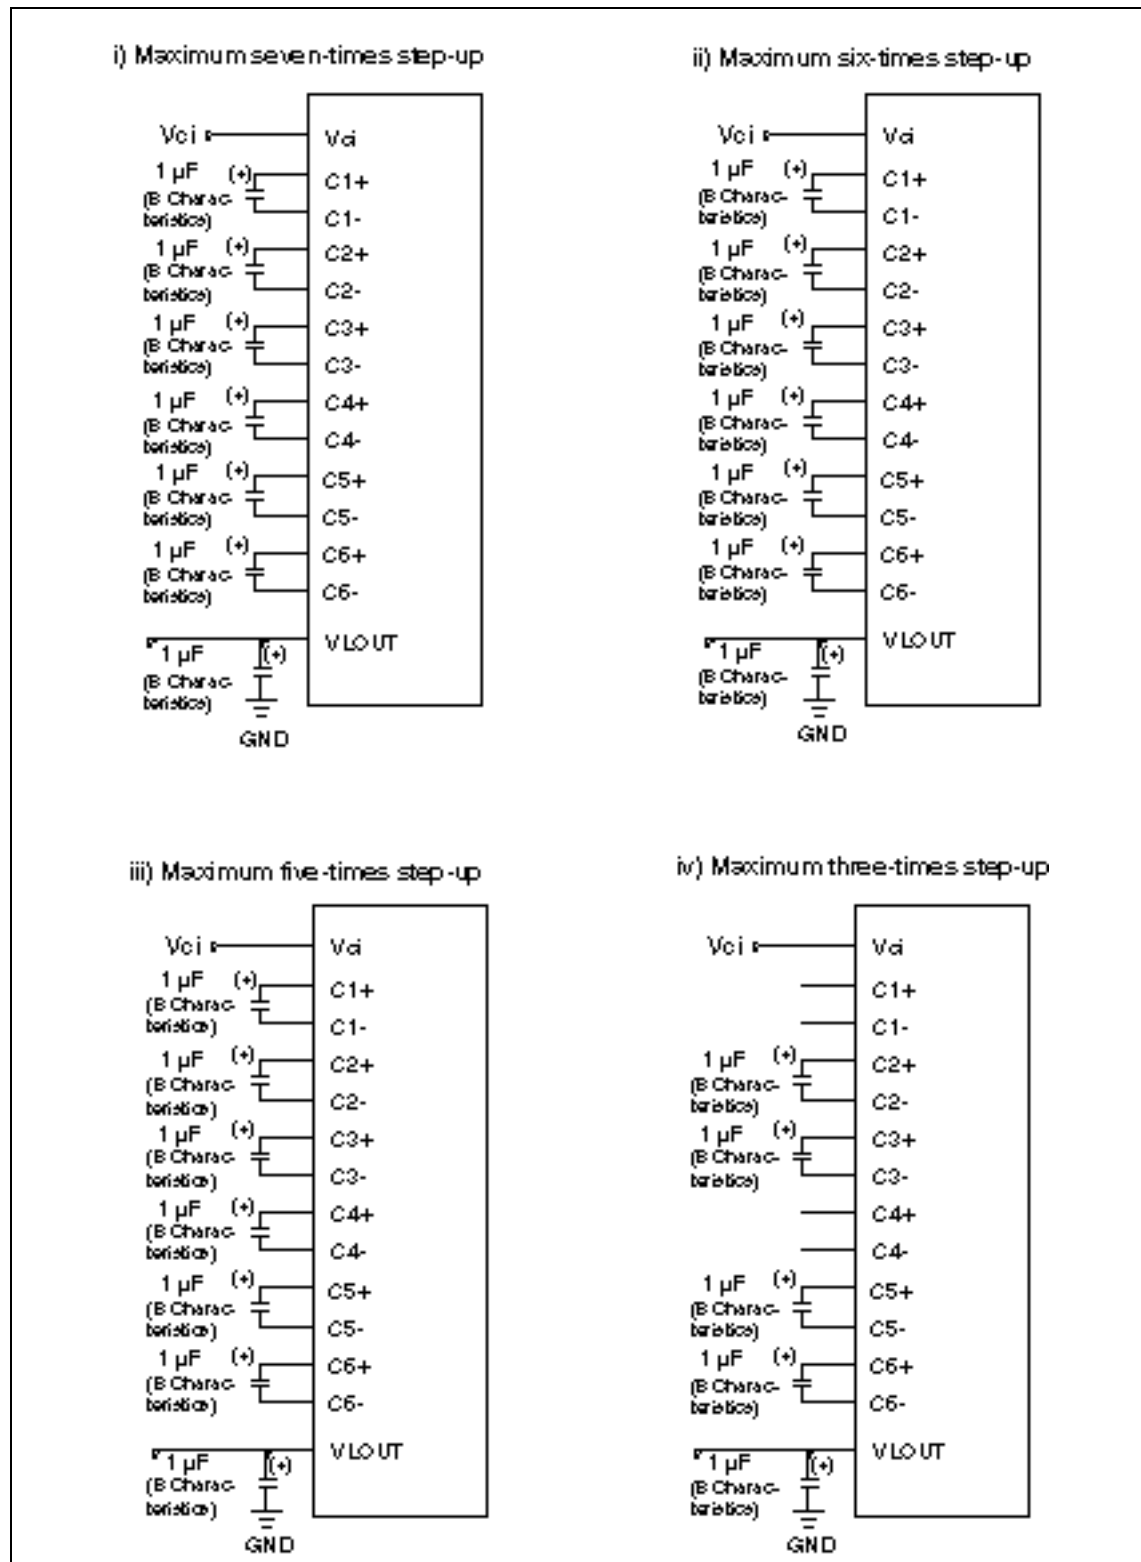 i) Maximum seven-times step-up
Vci
Vci
1 µF
(+)
C1+
(B Charac-
teristics)
C1-
1 µF
(+)
C2+
(B Charac-
teristics)
C2-
1 µF
(+)
C3+
(B Charac-
teristics)
C3-
1 µF
(+)
C4+
(B Charac-
teristics)
C4-
1 µF
(+)
C5+
(B Charac-
teristics)
C5-
1 µF
(+)
C6+
(B Charac-
teristics)
C6-
VLOUT
1 µF
(+)
(B Charac-
teristics)
GND
ii) Maximum six-times step-up
Vci
Vci
1 µF
(+)
C1+
(B Charac-
teristics)
C1-
1 µF
(+)
C2+
(B Charac-
teristics)
C2-
1 µF
(+)
C3+
(B Charac-
teristics)
C3-
1 µF
(+)
C4+
(B Charac-
teristics)
C4-
1 µF
(+)
C5+
(B Charac-
teristics)
C5-
1 µF
(+)
C6+
(B Charac-
teristics)
C6-
VLOUT
1 µF
(+)
(B Charac-
teristics)
GND
iii) Maximum five-times step-up
Vci
Vci
1 µF
(+)
C1+
(B Charac-
teristics)
C1-
1 µF
(+)
C2+
(B Charac-
teristics)
C2-
1 µF
(+)
C3+
(B Charac-
teristics)
C3-
1 µF
(+)
C4+
(B Charac-
teristics)
C4-
1 µF
(+)
C5+
(B Charac-
teristics)
C5-
1 µF
(+)
C6+
(B Charac-
teristics)
C6-
VLOUT
1 µF
(+)
(B Charac-
teristics)
GND
iv) Maximum three-times step-up
Vci
Vci
C1+
C1-
1 µF
(+)
C2+
(B Charac-
teristics)
C2-
1 µF
(+)
C3+
(B Charac-
teristics)
C3-
C4+
C4-
1 µF
(+)
C5+
(B Charac-
teristics)
C5-
1 µF
(+)
C6+
(B Charac-
teristics)
C6-
VLOUT
1 µF
(+)
(B Charac-
teristics)
GND